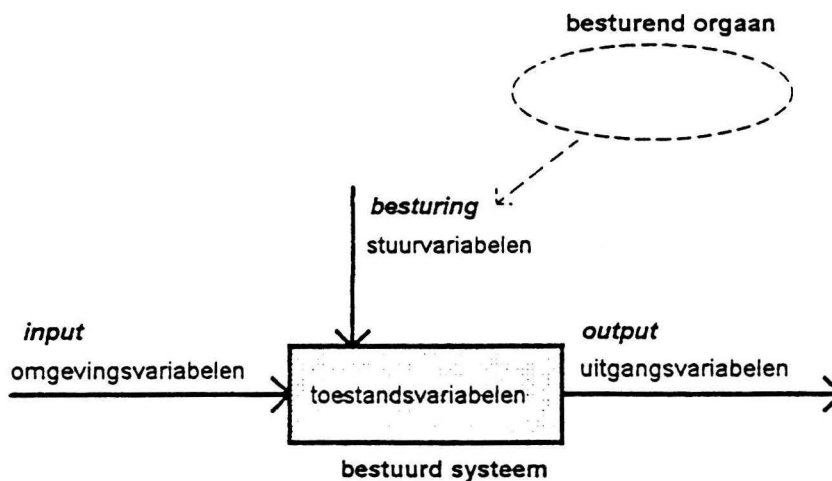 besturend orgaan
besturing
stuurvariabelen
input
omgevingsvariabelen
output
uitgangsvariabelen
toestandsvariabelen
bestuurd systeem